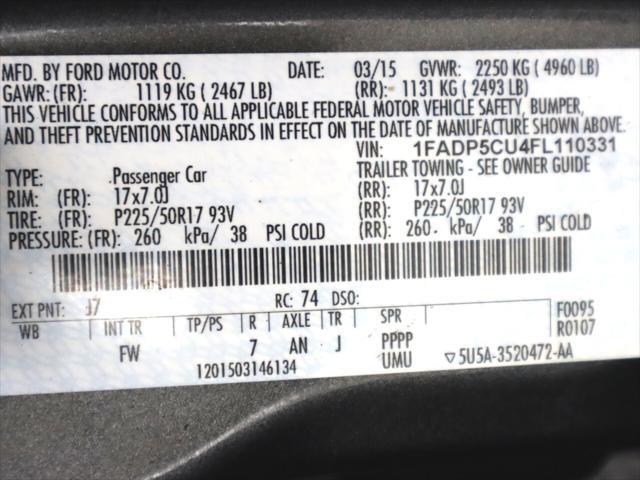 MFD. BY FORD MOTOR CO. DATE: 03/15 GVWR: 2250 KG ( 4960 LB)
GAWR: (FR): 1119 KG ( 2467 LB) (RR): 1131 KG ( 2493 LB)
THIS VEHICLE CONFORMS TO ALL APPLICABLE FEDERAL MOTOR VEHICLE SAFETY, BUMPER,
AND THEFT PREVENTION STANDARDS IN EFFECT ON THE DATE OF MANUFACTURE SHOWN ABOVE.
VIN: 1FADP5CU4FL110331
TYPE: Passenger Car TRAILER TOWING - SEE OWNER GUIDE
RIM: (FR): 17x7.0J (RR): 17x7.0J
TIRE: (FR): P225/50R17 93V (RR): P225/50R17 93V
PRESSURE: (FR): 260 kPa/ 38 PSI COLD (RR): 260 kPa/ 38 PSI COLD
EXT PNT: J7 RC: 74 DSO: F0095
WB INT TR TP/PS R AXLE TR SPR R0107
FW 7 AN J PPPP
1201503146134 UMU ▽5U5A-3520472-AA